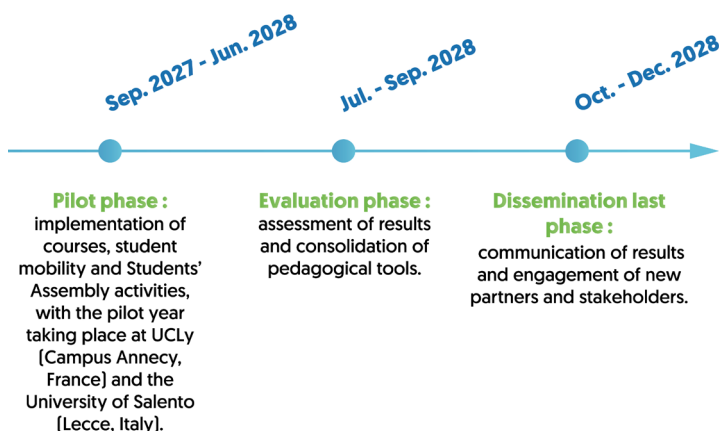 Sep. 2027 - Jun. 2028
Jul. - Sep. 2028
Oct. - Dec. 2028
Pilot phase :
implementation of
courses, student
mobility and Students’
Assembly activities,
with the pilot year
taking place at UCLy
(Campus Annecy,
France) and the
University of Salento
(Lecce, Italy).
Evaluation phase :
assessment of results
and consolidation of
pedagogical tools.
Dissemination last
phase :
communication of results
and engagement of new
partners and stakeholders.